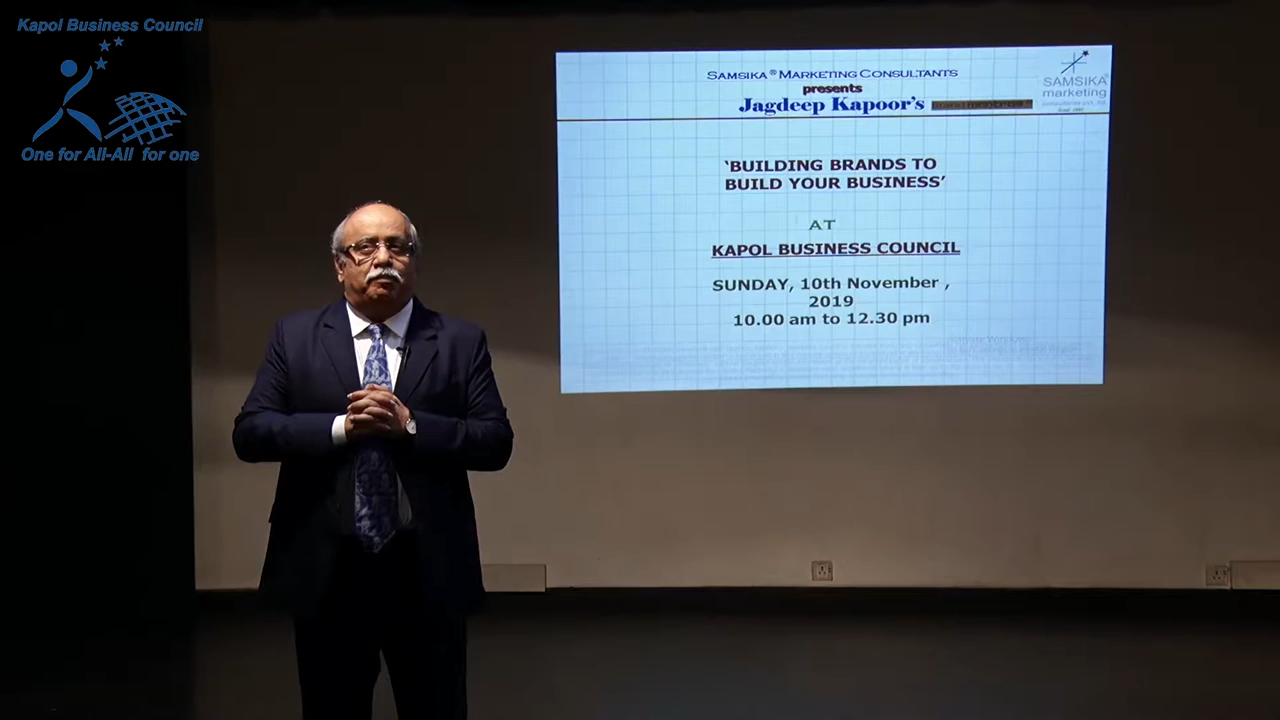 Kapol Business Council
One for All-All for one
SAMSIKA® MARKETING CONSULTANTS
presents
Jagdeep Kapoor's
SAMSIKA®
marketing
'BUILDING BRANDS TO
BUILD YOUR BUSINESS'
AT
KAPOL BUSINESS COUNCIL
SUNDAY, 10th November ,
2019
10.00 am to 12.30 pm